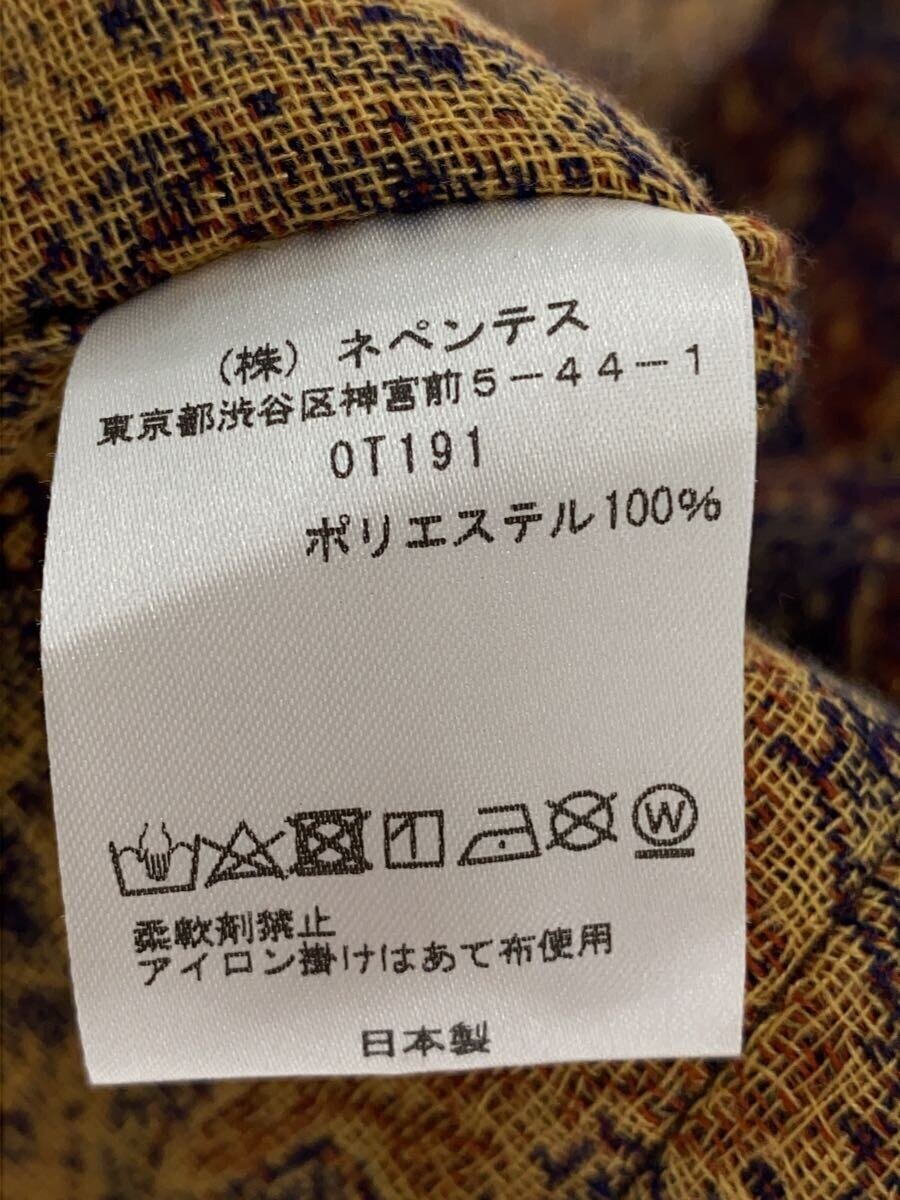 (株) ネペンテス
東京都渋谷区神宮前5-44-1
OT191
ポリエステル100%
W
柔軟剤禁止
アイロン掛けはあて布使用
日本製